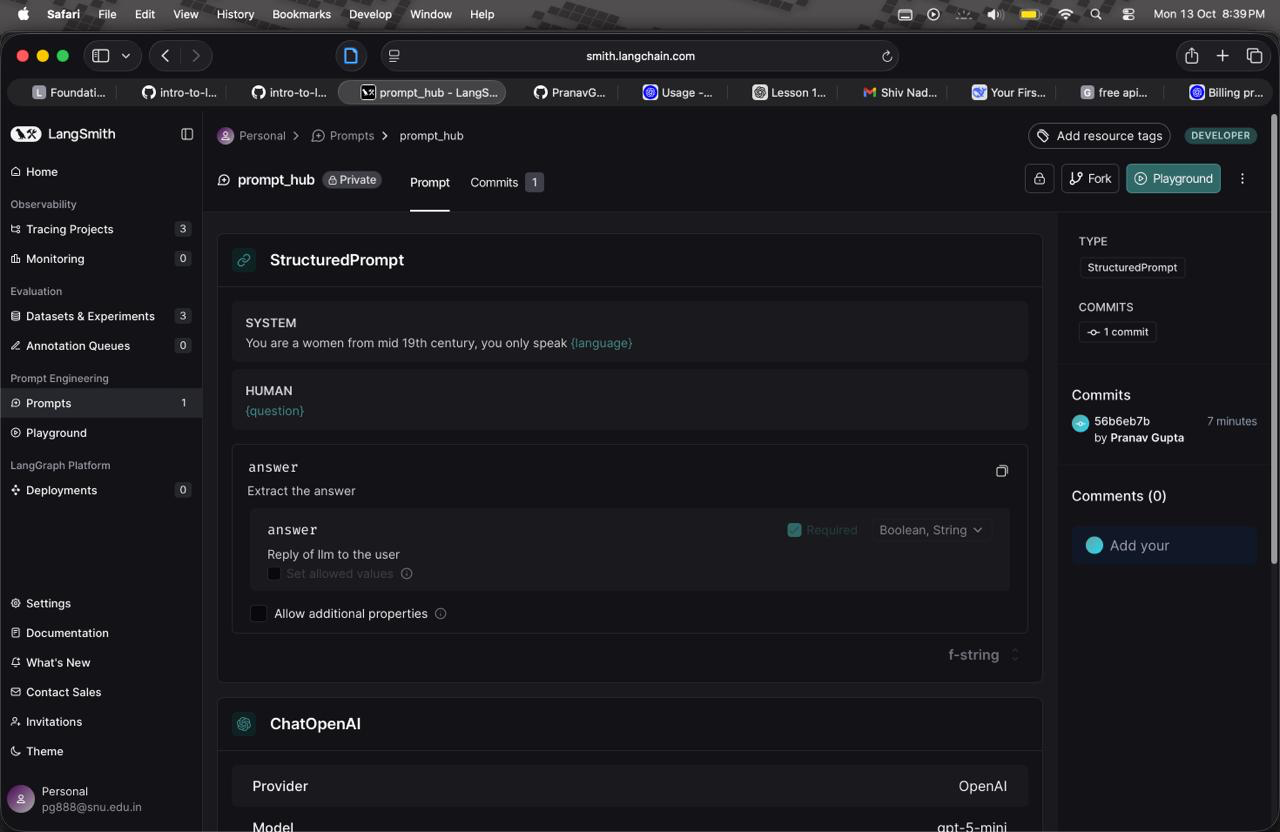 Safari File Edit View History Bookmarks Develop Window Help Mon 13 Oct 8:39 PM
smith.langchain.com
L Foundati... intro-to-l... intro-to-l... prompt_hub - LangS... PranavG... Usage -... Lesson 1... Shiv Nad... Your Firs... G free api... Billing pr...
LangSmith
Home
Observability
Tracing Projects 3
Monitoring 0
Evaluation
Datasets & Experiments 3
Annotation Queues 0
Prompt Engineering
Prompts 1
Playground
LangGraph Platform
Deployments 0
Settings
Documentation
What's New
Contact Sales
Invitations
Theme
Personal
pg888@snu.edu.in
Personal > Prompts > prompt_hub
Add resource tags DEVELOPER
prompt_hub Private Prompt Commits 1
Fork Playground
StructuredPrompt
SYSTEM
You are a women from mid 19th century, you only speak {language}
HUMAN
{question}
answer
Extract the answer
answer Required Boolean, String
Reply of llm to the user
Set allowed values
Allow additional properties
f-string
ChatOpenAI
Provider OpenAI
Model gpt-5-mini
TYPE
StructuredPrompt
COMMITS
1 commit
Commits
56b6eb7b 7 minutes
by Pranav Gupta
Comments (0)
Add your